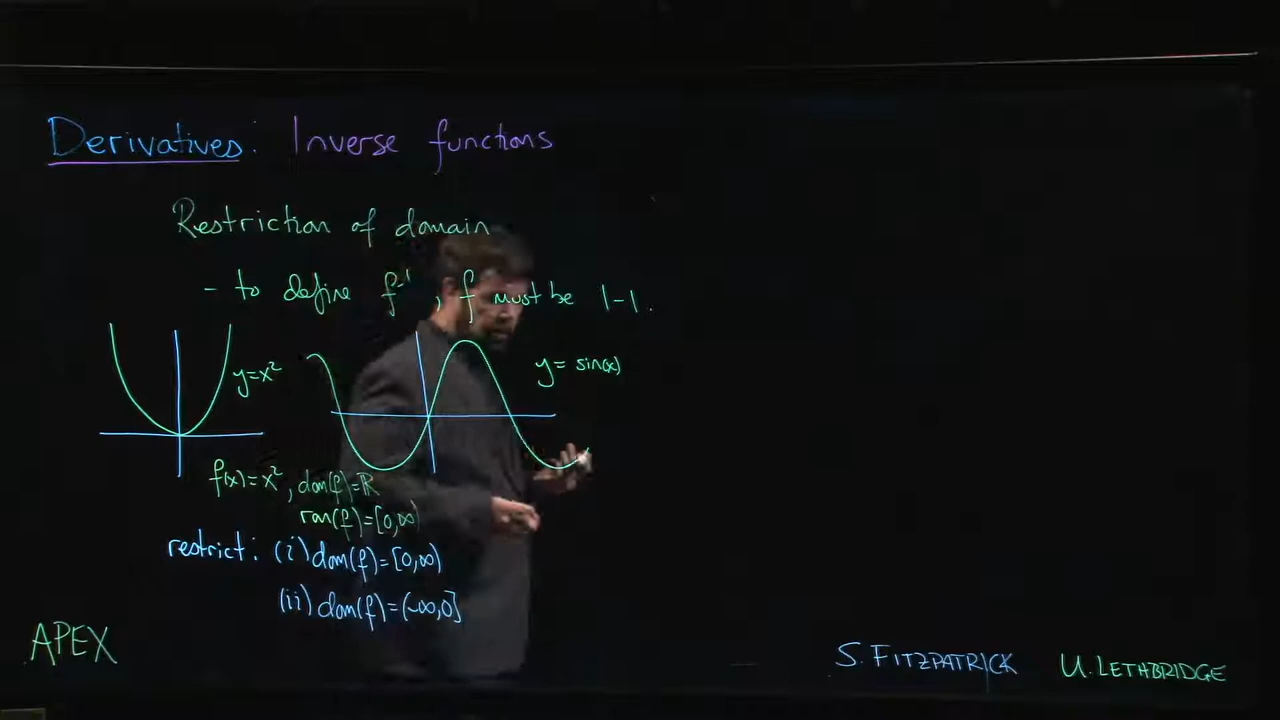 Derivatives: Inverse functions
Restriction of domain
- to define f⁻¹, f must be 1-1.
y=x²
y= sin(x)
f(x)=x², dom(f)=ℝ
ran(f)=[0,∞)
restrict: (i) dom(f)=[0,∞)
(ii) dom(f)=(-∞,0]
APEX
S. FITZPATRICK U. LETHBRIDGE